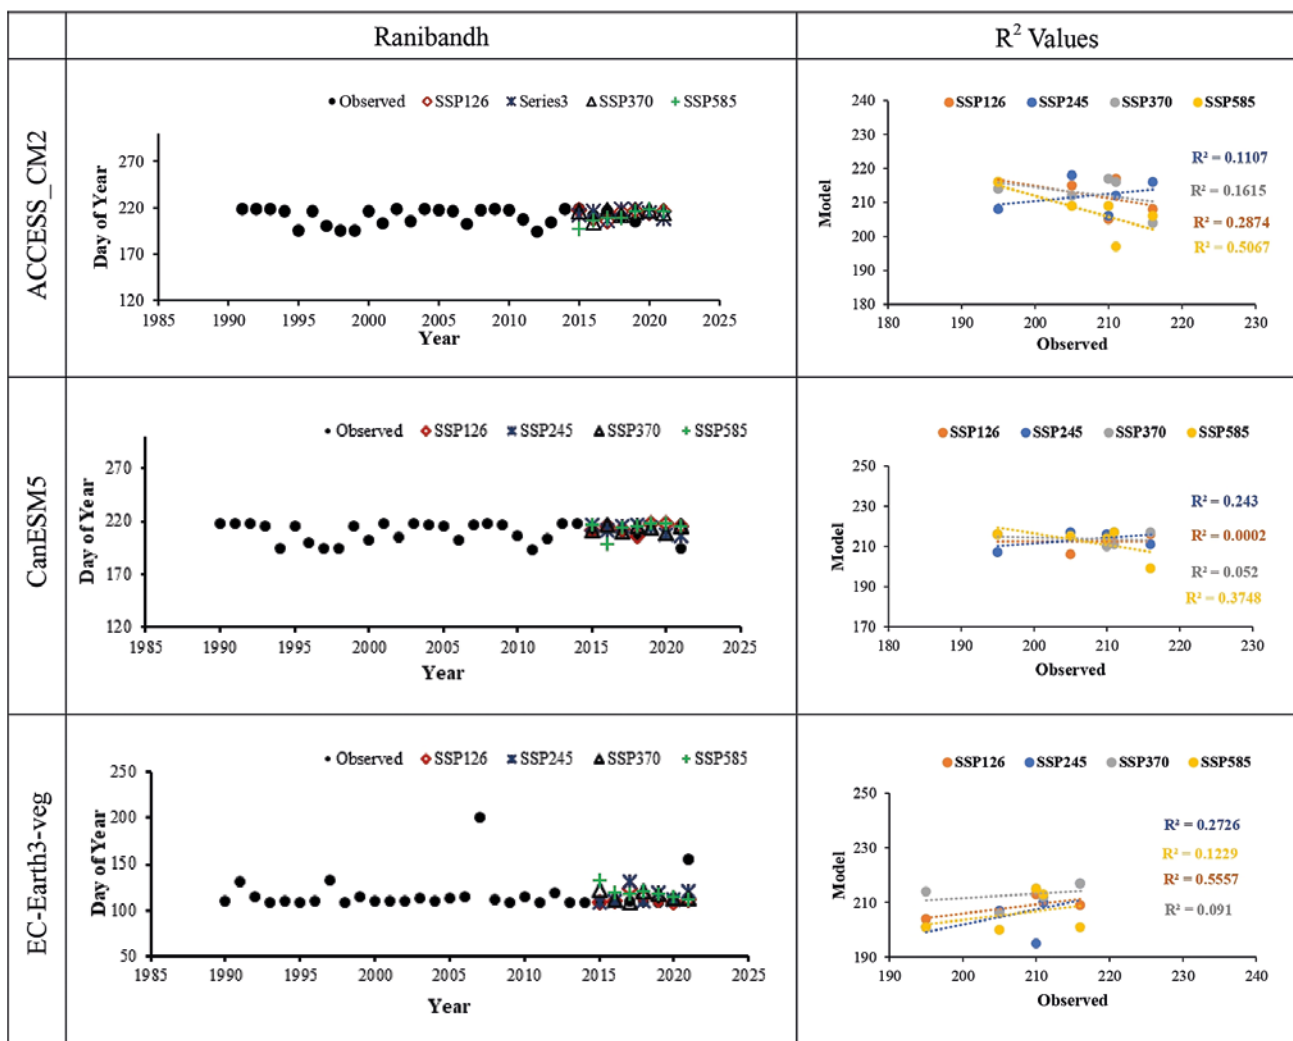 Ranibandh
R² Values
ACCESS_CM2
Observed SSP126 Series3 SSP370 SSP585
Day of Year
270
220
170
120
1985 1990 1995 2000 2005 2010 2015 2020 2025
Year
SSP126 SSP245 SSP370 SSP585
Model
240
230
220
210
200
190
180
R² = 0.1107
R² = 0.1615
R² = 0.2874
R² = 0.5067
180 190 200 210 220 230
Observed
CanESM5
Observed SSP126 SSP245 SSP370 SSP585
Day of Year
270
220
170
120
1985 1990 1995 2000 2005 2010 2015 2020 2025
Year
SSP126 SSP245 SSP370 SSP585
Model
250
230
210
190
170
R² = 0.243
R² = 0.0002
R² = 0.052
R² = 0.3748
180 190 200 210 220 230
Observed
EC-Earth3-veg
Observed SSP126 SSP245 SSP370 SSP585
Day of Year
250
200
150
100
50
1985 1990 1995 2000 2005 2010 2015 2020 2025
Year
SSP126 SSP245 SSP370 SSP585
Model
250
230
210
190
R² = 0.2726
R² = 0.1229
R² = 0.5557
R² = 0.091
190 200 210 220 230 240
Observed